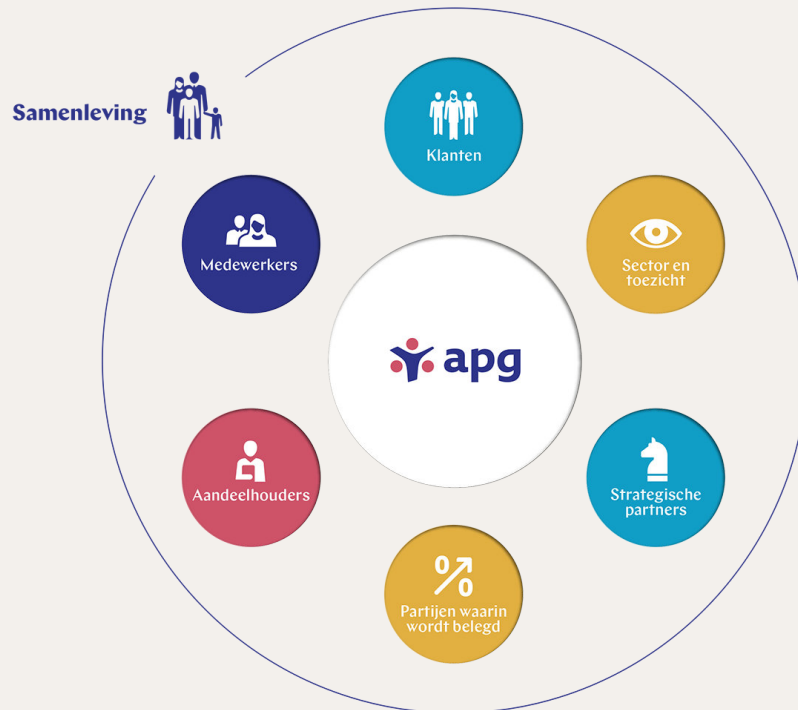 Samenleving
Klanten
Medewerkers
Sector en
toezicht
apg
Aandeelhouders
Strategische
partners
Partijen waarin
wordt belegd